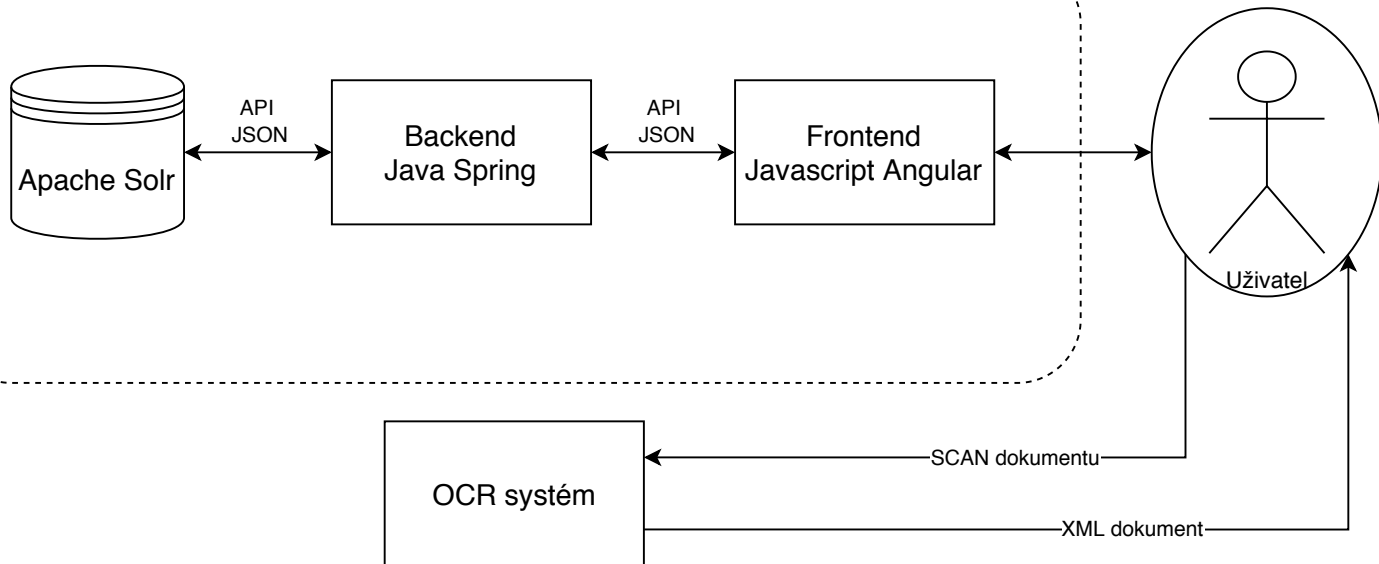 API
JSON
API
JSON
Apache Solr
Backend
Java Spring
Frontend
Javascript Angular
Uživatel
SCAN dokumentu
OCR systém
XML dokument